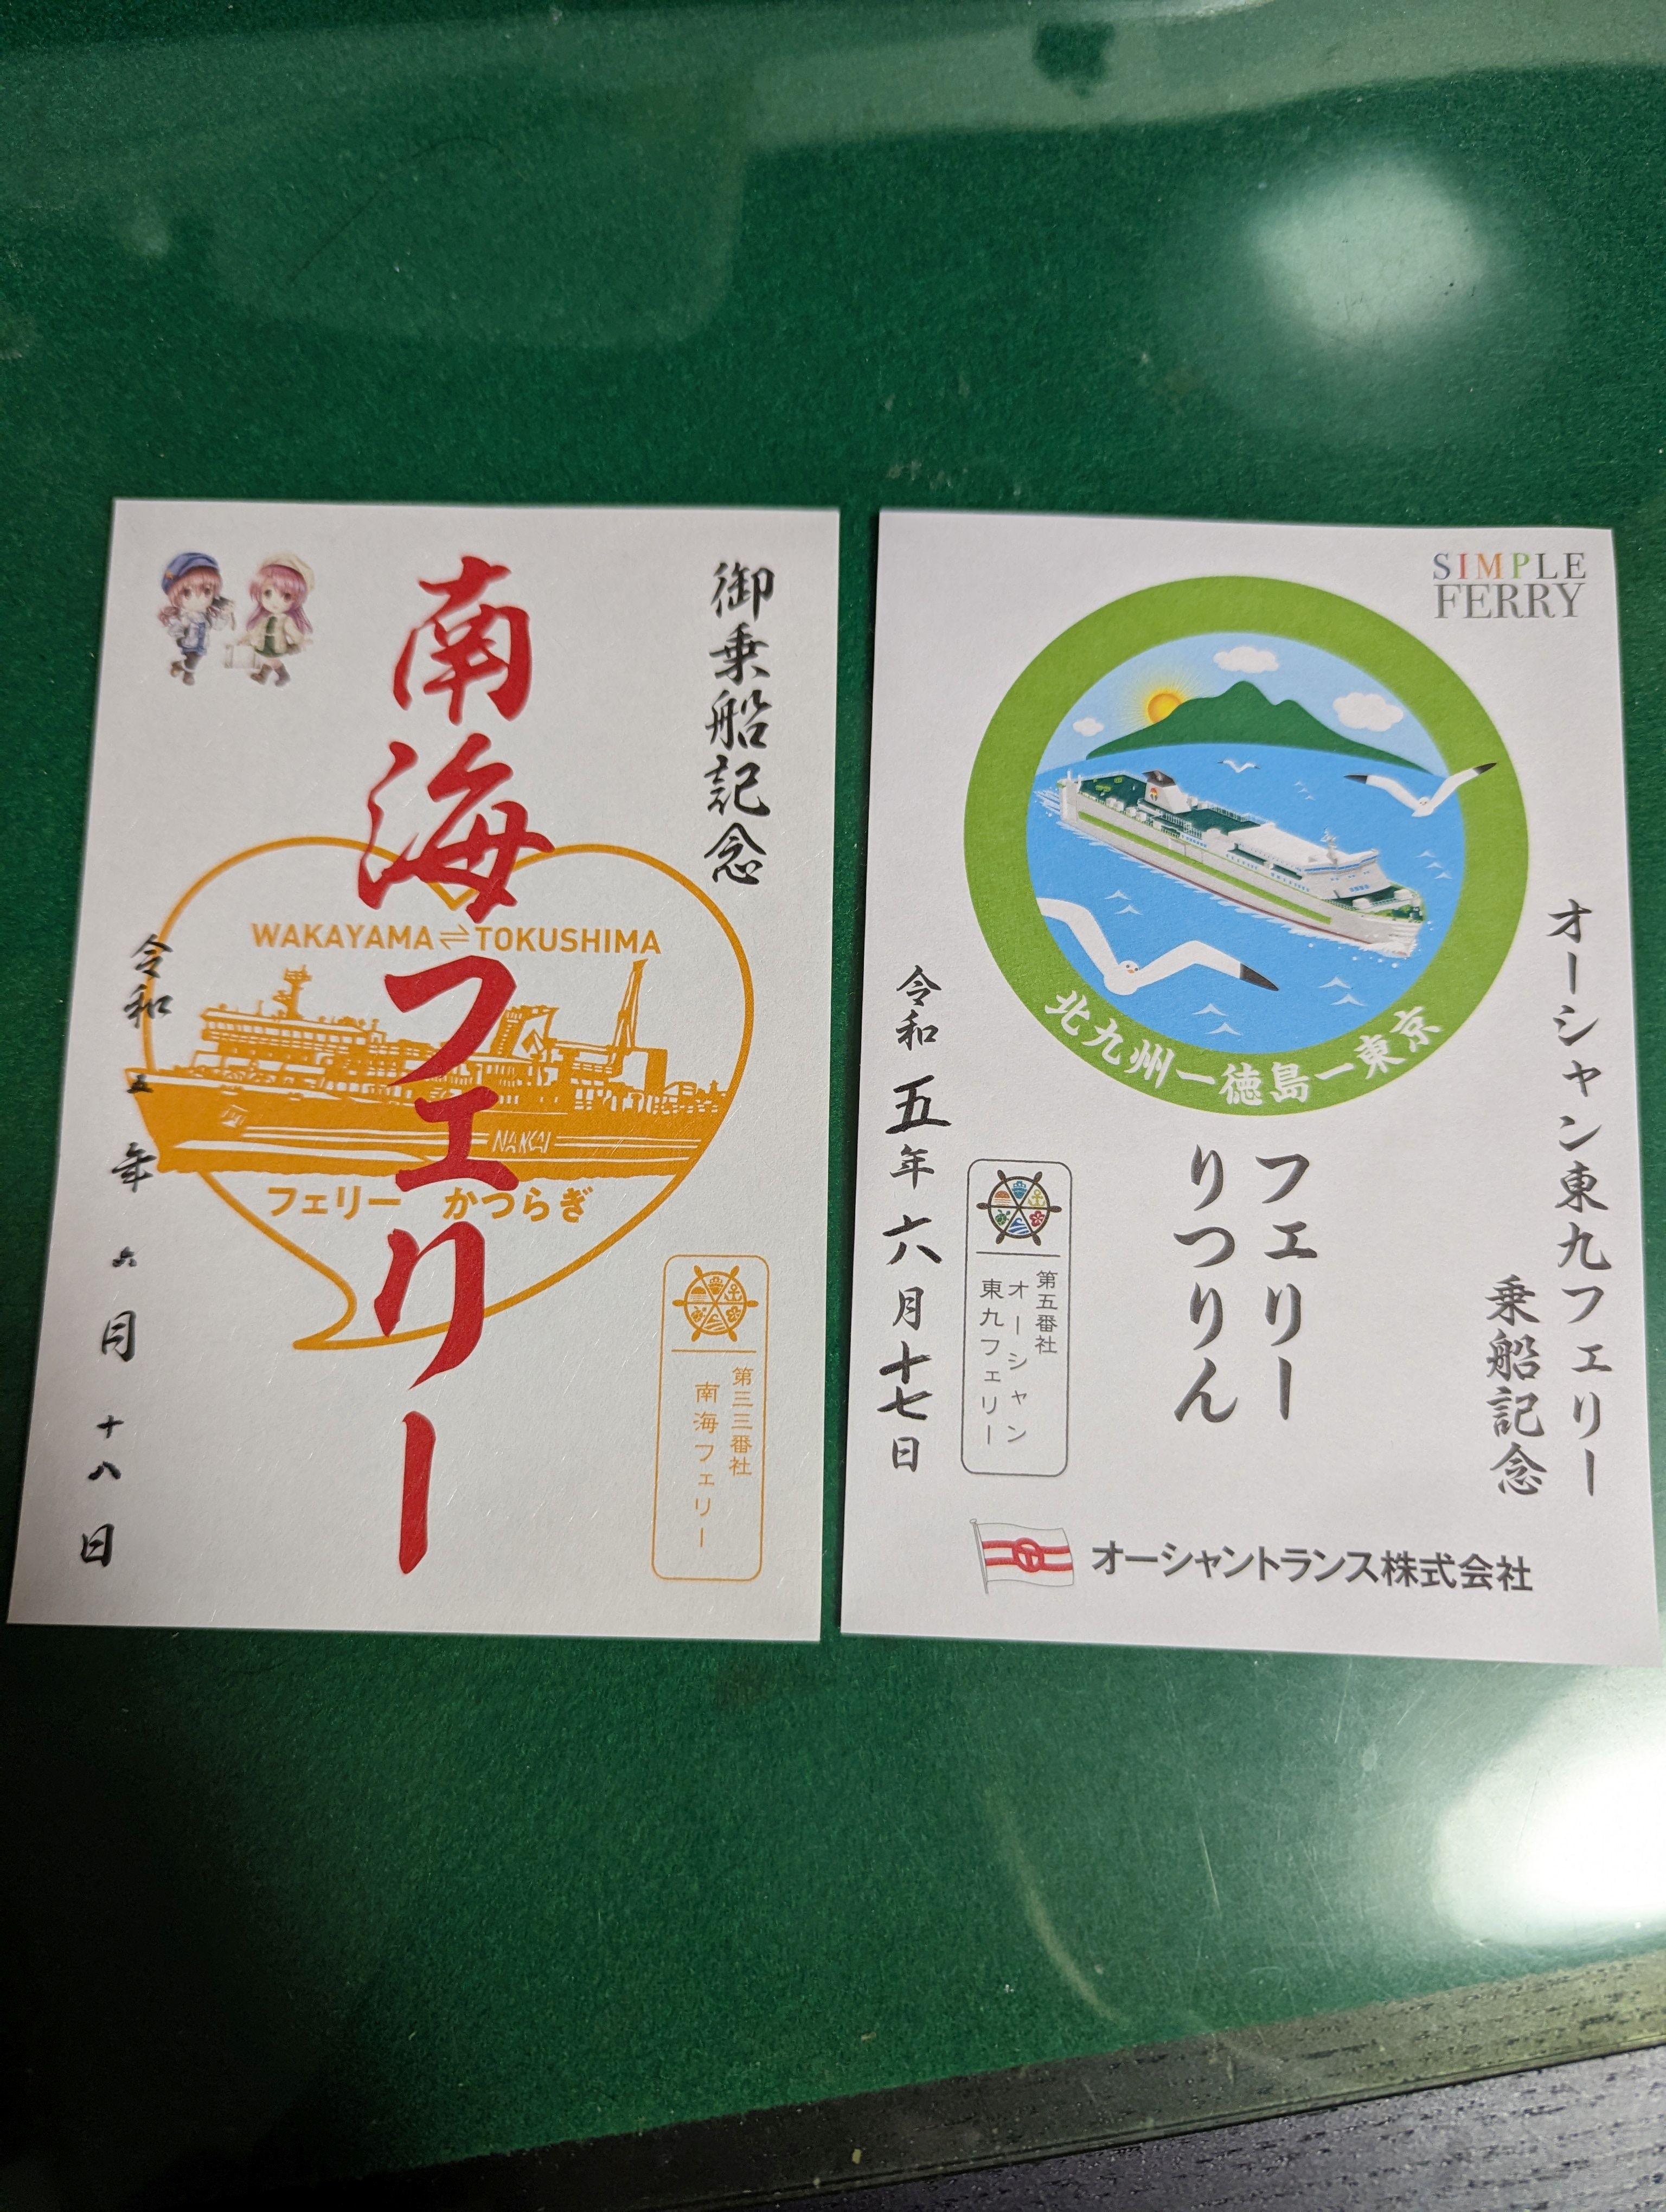 御乗船記念
南海フェリー
WAKAYAMA⇌TOKUSHIMA
NANKAI
フェリー かつらぎ
令和五年六月十八日
第三三番社
南海フェリー
SIMPLE
FERRY
北九州ー徳島ー東京
オーシャン東九フェリー
乗船記念
フェリー
りつりん
第五番社
オーシャン
東九フェリー
令和五年六月十七日
オーシャントランス株式会社